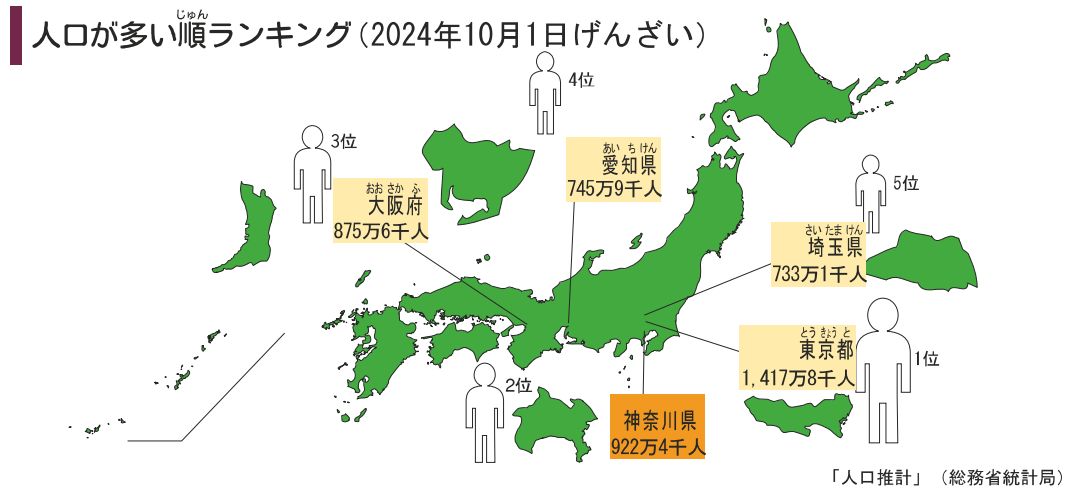 じゅん
人口が多い順ランキング（2024年10月1日げんざい）
4位
3位
あい ち けん
愛知県
745万9千人
おお さか ふ
大阪府
875万6千人
5位
さい たま けん
埼玉県
733万1千人
とう きょう と
東京都
1,417万8千人
1位
2位
神奈川県
922万4千人
「人口推計」（総務省統計局）